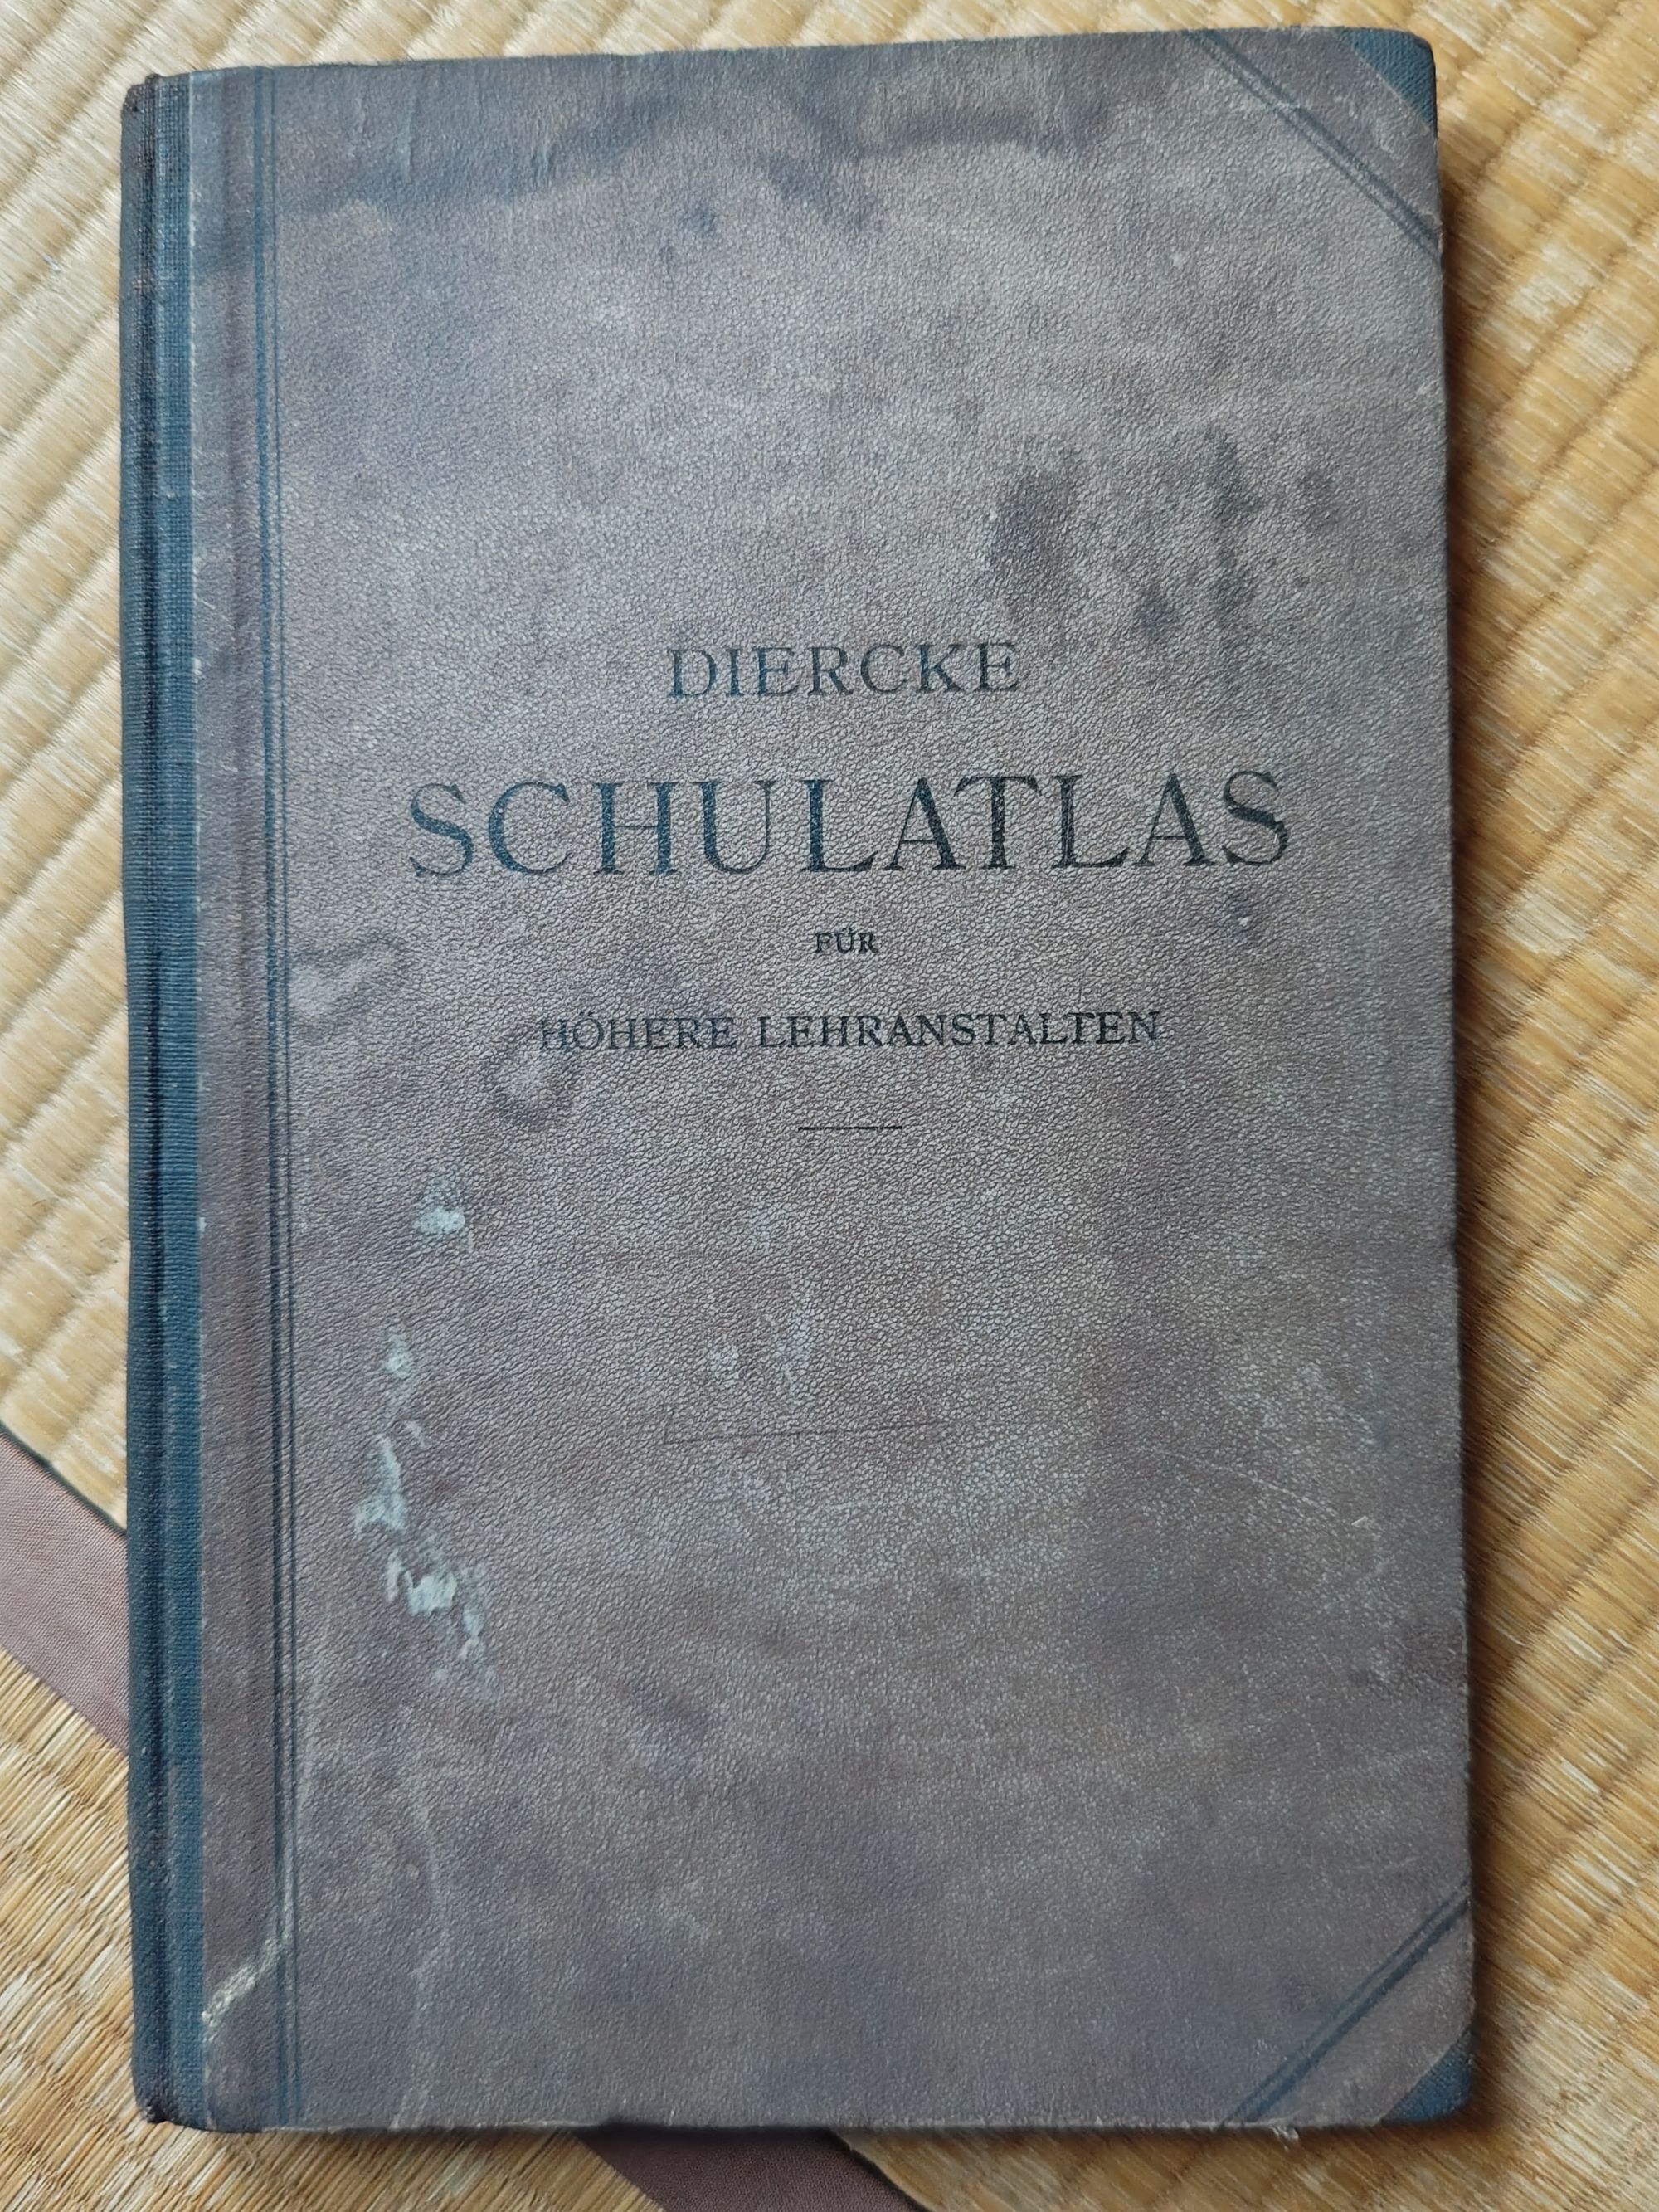 DIERCKE
SCHULATLAS
FÜR
HÖHERE LEHRANSTALTEN